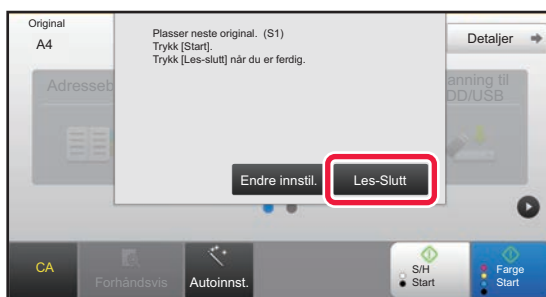 Original
A4
Plasser neste original. (S1)
Trykk [Start].
Trykk [Les-slutt] når du er ferdig.
Detaljer
Adresseb
anning til
DD/USB
Endre innstil.
Les-Slutt
CA
Forhåndsvis
Autoinnst.
S/H
Start
Farge
Start